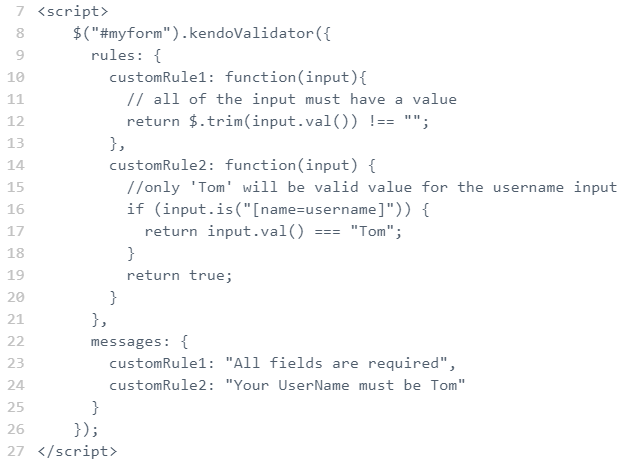 7 <script>
8     $("#myform").kendoValidator({
9       rules: {
10         customRule1: function(input){
11           // all of the input must have a value
12           return $.trim(input.val()) !== "";
13         },
14         customRule2: function(input) {
15           //only 'Tom' will be valid value for the username input
16           if (input.is("[name=username]")) {
17             return input.val() === "Tom";
18           }
19           return true;
20         }
21       },
22       messages: {
23         customRule1: "All fields are required",
24         customRule2: "Your UserName must be Tom"
25       }
26     });
27 </script>